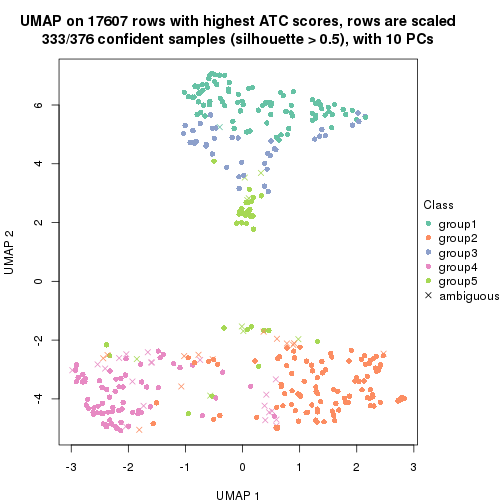 UMAP on 17607 rows with highest ATC scores, rows are scaled
333/376 confident samples (silhouette > 0.5), with 10 PCs
6
4
2
0
-2
-4
UMAP 2
-3
-2
-1
0
1
2
3
UMAP 1
Class
group1
group2
group3
group4
group5
ambiguous